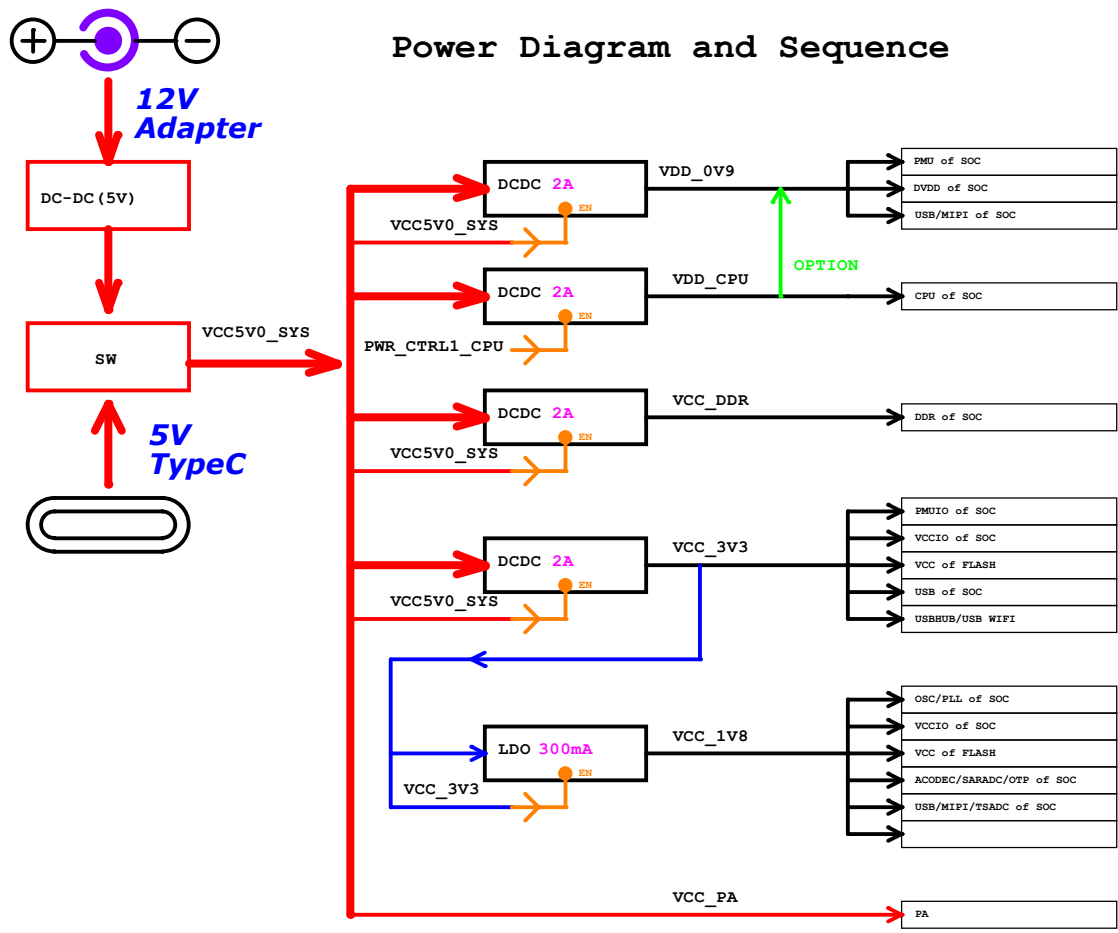 Power Diagram and Sequence
12V
Adapter
DC-DC(5V)
SW
VCC5V0_SYS
5V
TypeC
DCDC 2A
EN
VCC5V0_SYS
VDD_0V9
PMU of SOC
DVDD of SOC
USB/MIPI of SOC
OPTION
DCDC 2A
EN
PWR_CTRL1_CPU
VDD_CPU
CPU of SOC
DCDC 2A
EN
VCC5V0_SYS
VCC_DDR
DDR of SOC
DCDC 2A
EN
VCC5V0_SYS
VCC_3V3
PMUIO of SOC
VCCIO of SOC
VCC of FLASH
USB of SOC
USBHUB/USB WIFI
LDO 300mA
EN
VCC_3V3
VCC_1V8
OSC/PLL of SOC
VCCIO of SOC
VCC of FLASH
ACODEC/SARADC/OTP of SOC
USB/MIPI/TSADC of SOC
VCC_PA
PA